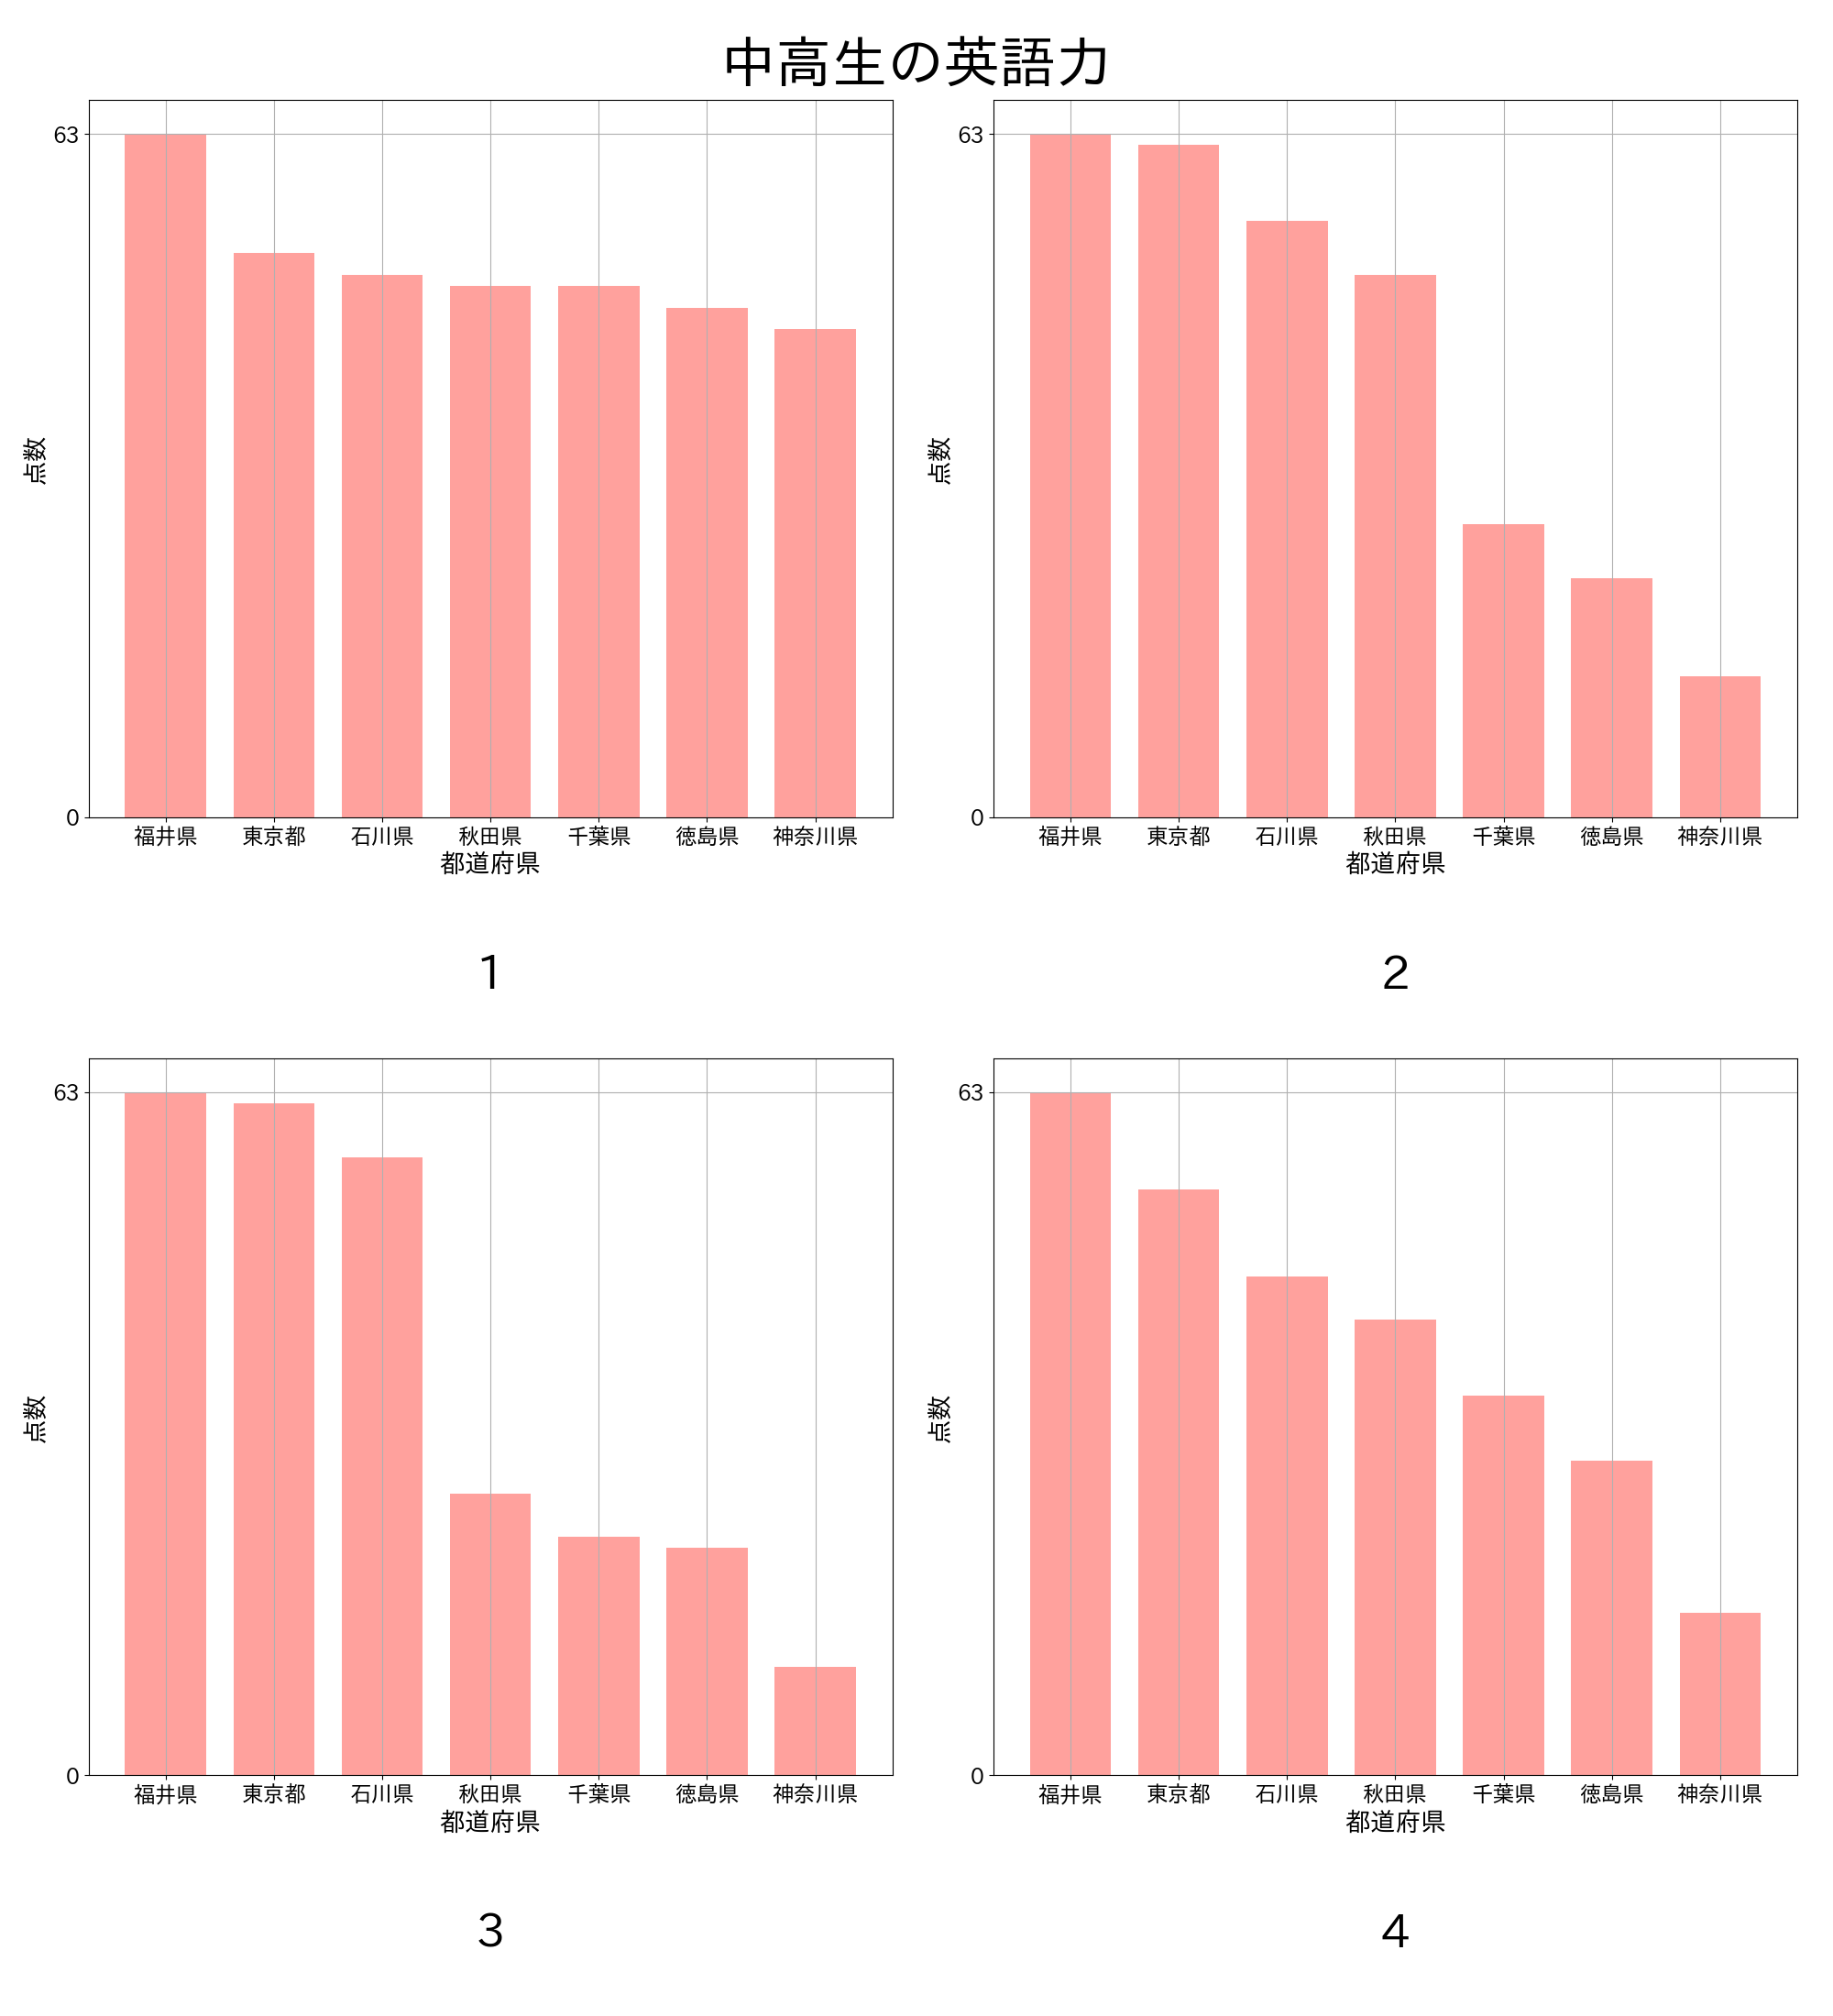 中高生の英語力
63
0
点数
福井県 東京都 石川県 秋田県 千葉県 徳島県 神奈川県
都道府県
1
63
0
点数
福井県 東京都 石川県 秋田県 千葉県 徳島県 神奈川県
都道府県
2
63
0
点数
福井県 東京都 石川県 秋田県 千葉県 徳島県 神奈川県
都道府県
3
63
0
点数
福井県 東京都 石川県 秋田県 千葉県 徳島県 神奈川県
都道府県
4